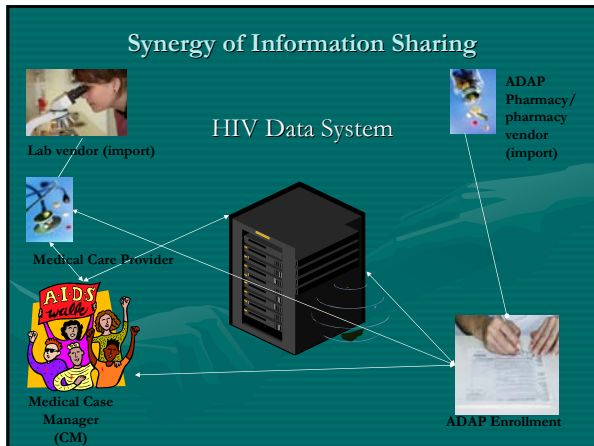 Synergy of Information Sharing
ADAP
Pharmacy/
pharmacy
vendor
(import)
HIV Data System
Lab vendor (import)
Medical Care Provider
A.I.D.S
walk
Medical Case
Manager
(CM)
ADAP Enrollment